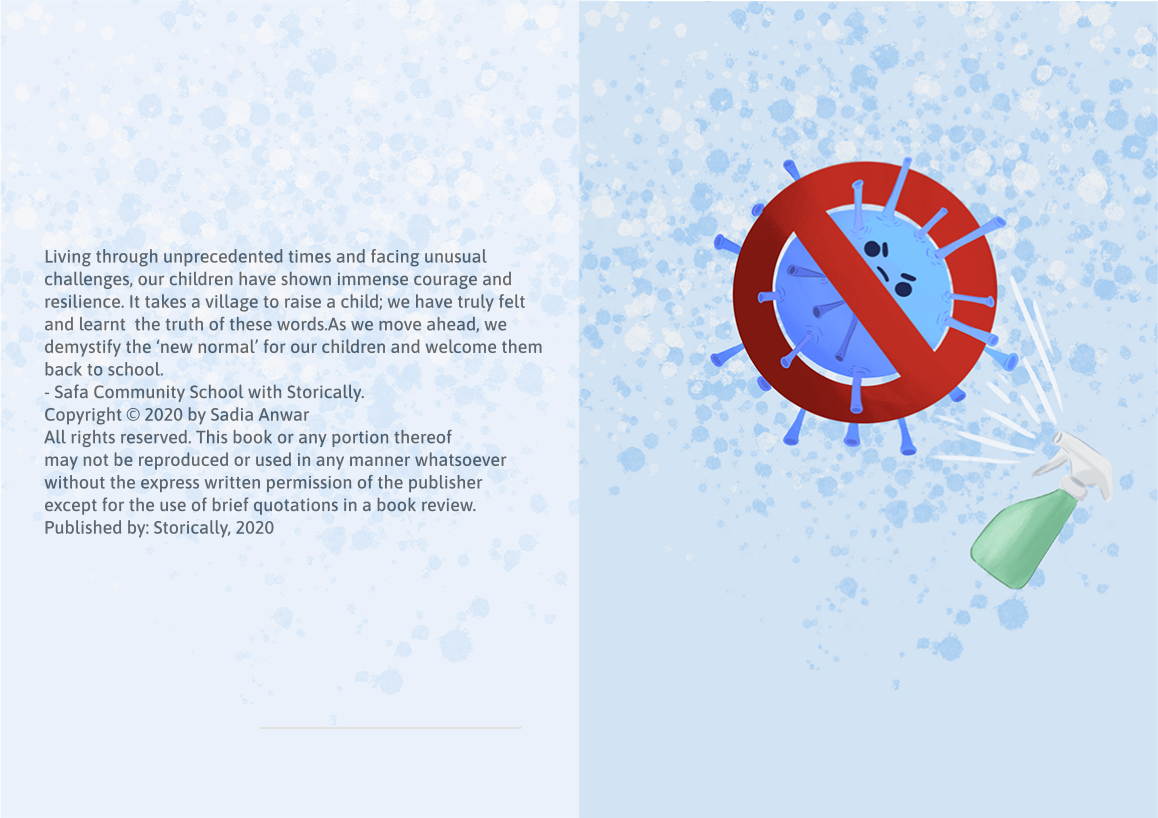 Living through unprecedented times and facing unusual
challenges, our children have shown immense courage and
resilience. It takes a village to raise a child; we have truly felt
and learnt  the truth of these words.As we move ahead, we
demystify the ‘new normal’ for our children and welcome them
back to school.
- Safa Community School with Storically.
Copyright © 2020 by Sadia Anwar
All rights reserved. This book or any portion thereof
may not be reproduced or used in any manner whatsoever
without the express written permission of the publisher
except for the use of brief quotations in a book review.
Published by: Storically, 2020